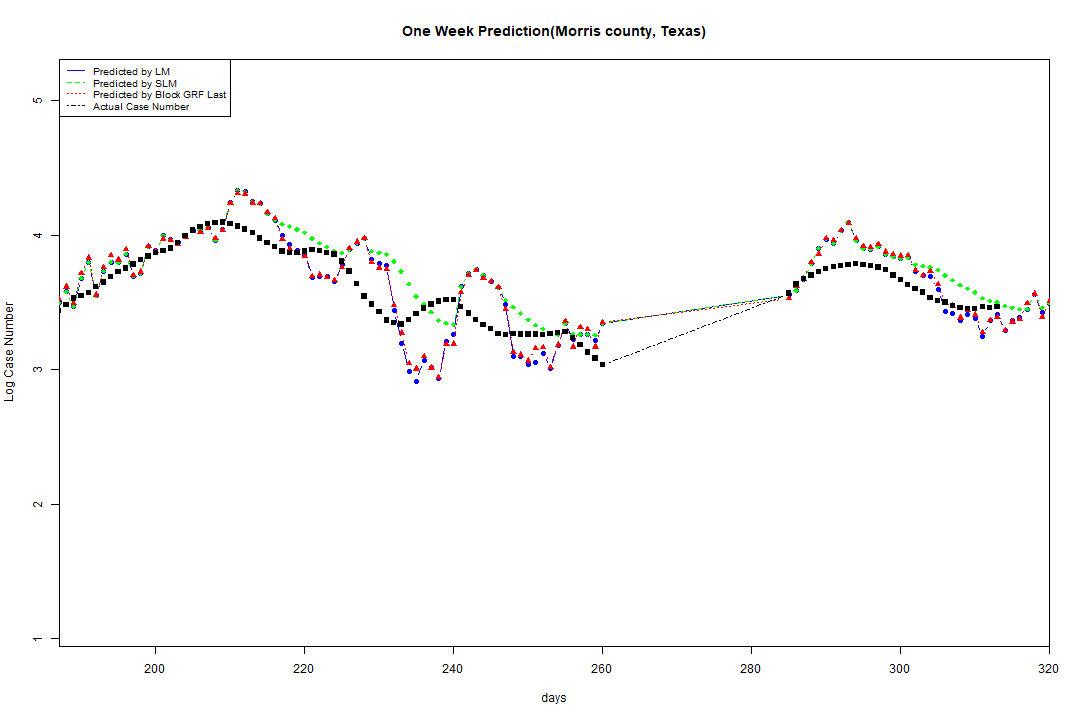 One Week Prediction(Morris county, Texas)
Predicted by LM
Predicted by SLM
Predicted by Block GRF Last
Actual Case Number
5
4
3
2
1
Log Case Number
200 220 240 260 280 300 320
days